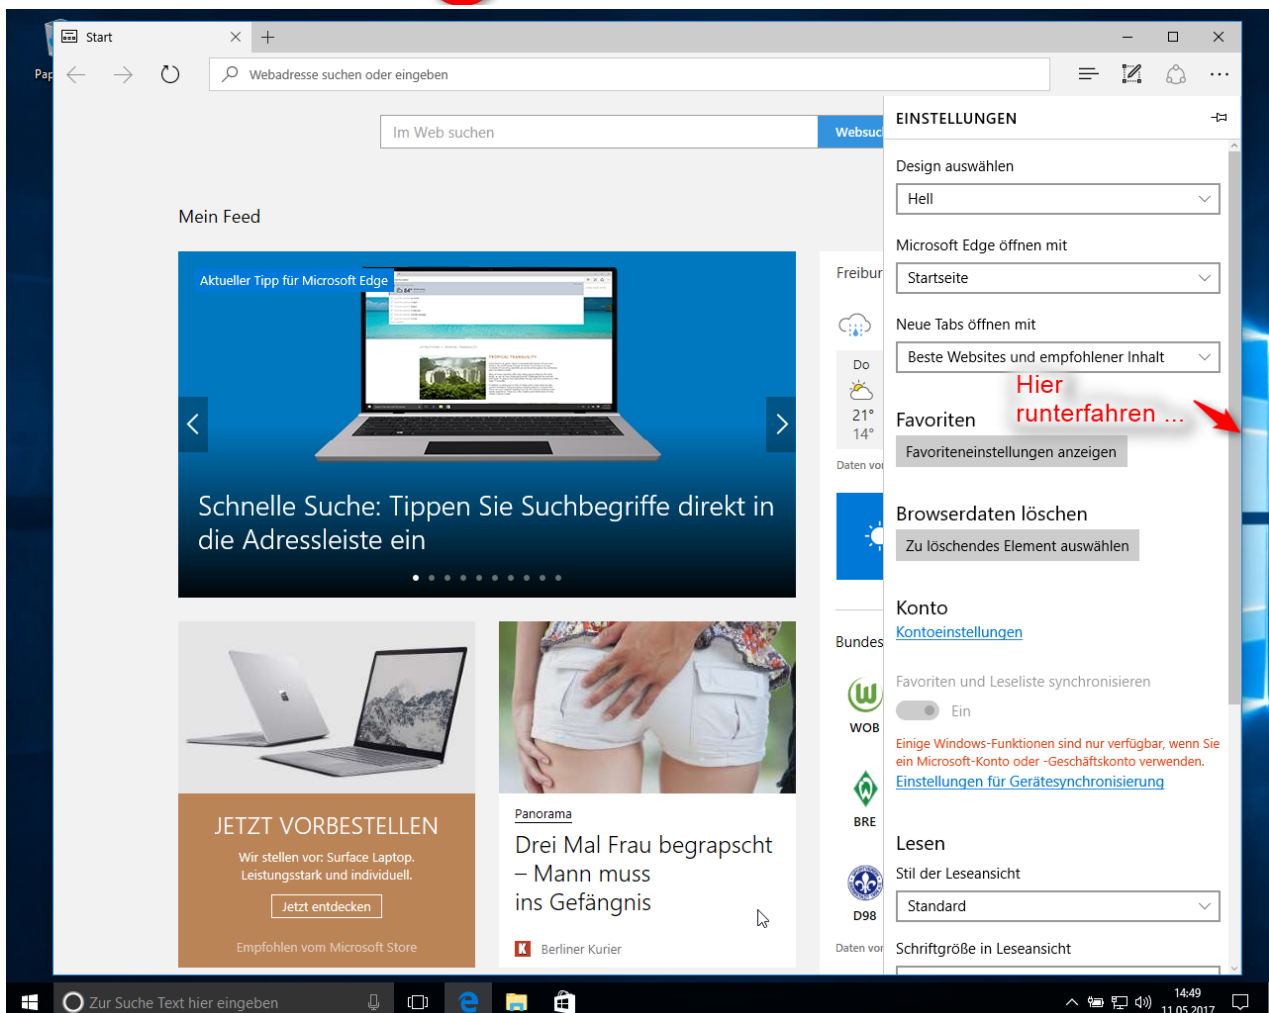 Start
Pap
Webadresse suchen oder eingeben
Im Web suchen
Websuc
EINSTELLUNGEN
Design auswählen
Hell
Microsoft Edge öffnen mit
Startseite
Neue Tabs öffnen mit
Beste Websites und empfohlener Inhalt
Hier
runterfahren ...
Favoriten
Favoriteneinstellungen anzeigen
Browserdaten löschen
Zu löschendes Element auswählen
Konto
Kontoeinstellungen
Favoriten und Leseliste synchronisieren
Ein
Einige Windows-Funktionen sind nur verfügbar, wenn Sie
ein Microsoft-Konto oder -Geschäftskonto verwenden.
Einstellungen für Gerätesynchronisierung
Lesen
Stil der Leseansicht
Standard
Schriftgröße in Leseansicht
Mein Feed
Aktueller Tipp für Microsoft Edge
Schnelle Suche: Tippen Sie Suchbegriffe direkt in
die Adressleiste ein
Freibur
Do
21°
14°
Daten vor
JETZT VORBESTELLEN
Wir stellen vor: Surface Laptop.
Leistungsstark und individuell.
Jetzt entdecken
Empfohlen vom Microsoft Store
Panorama
Drei Mal Frau begrapscht
– Mann muss
ins Gefängnis
K Berliner Kurier
Bundes
WOB
BRE
D98
Daten vor
Zur Suche Text hier eingeben
14:49
11.05.2017